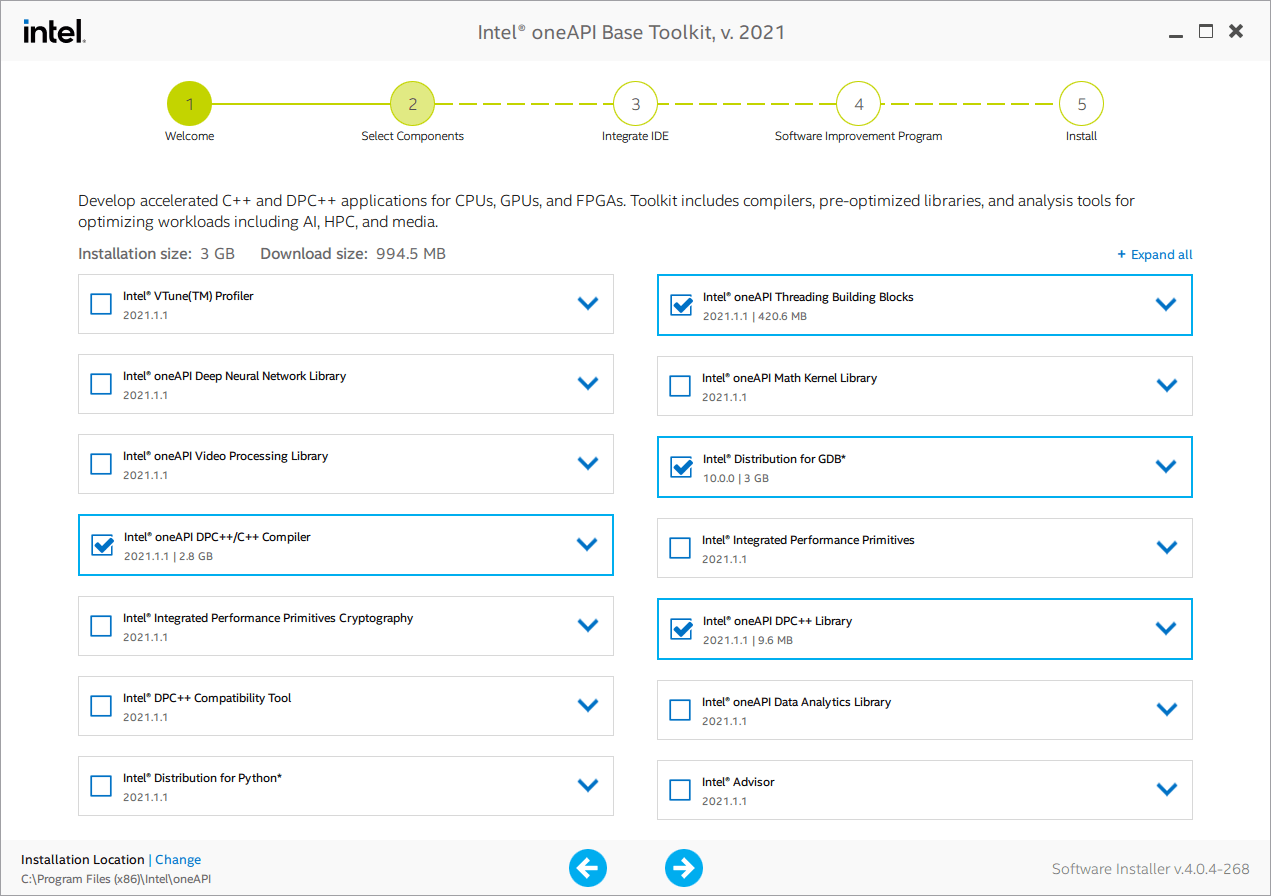 intel.
Intel® oneAPI Base Toolkit, v. 2021
1
2
3
4
5
Welcome
Select Components
Integrate IDE
Software Improvement Program
Install
Develop accelerated C++ and DPC++ applications for CPUs, GPUs, and FPGAs. Toolkit includes compilers, pre-optimized libraries, and analysis tools for
optimizing workloads including AI, HPC, and media.
Installation size: 3 GB Download size: 994.5 MB
+ Expand all
Intel® VTune(TM) Profiler
2021.1.1
Intel® oneAPI Deep Neural Network Library
2021.1.1
Intel® oneAPI Video Processing Library
2021.1.1
Intel® oneAPI DPC++/C++ Compiler
2021.1.1 | 2.8 GB
Intel® Integrated Performance Primitives Cryptography
2021.1.1
Intel® DPC++ Compatibility Tool
2021.1.1
Intel® Distribution for Python*
2021.1.1
Intel® oneAPI Threading Building Blocks
2021.1.1 | 420.6 MB
Intel® oneAPI Math Kernel Library
2021.1.1
Intel® Distribution for GDB*
10.0.0 | 3 GB
Intel® Integrated Performance Primitives
2021.1.1
Intel® oneAPI DPC++ Library
2021.1.1 | 9.6 MB
Intel® oneAPI Data Analytics Library
2021.1.1
Intel® Advisor
2021.1.1
Installation Location | Change
C:\Program Files (x86)\Intel\oneAPI
Software Installer v.4.0.4-268